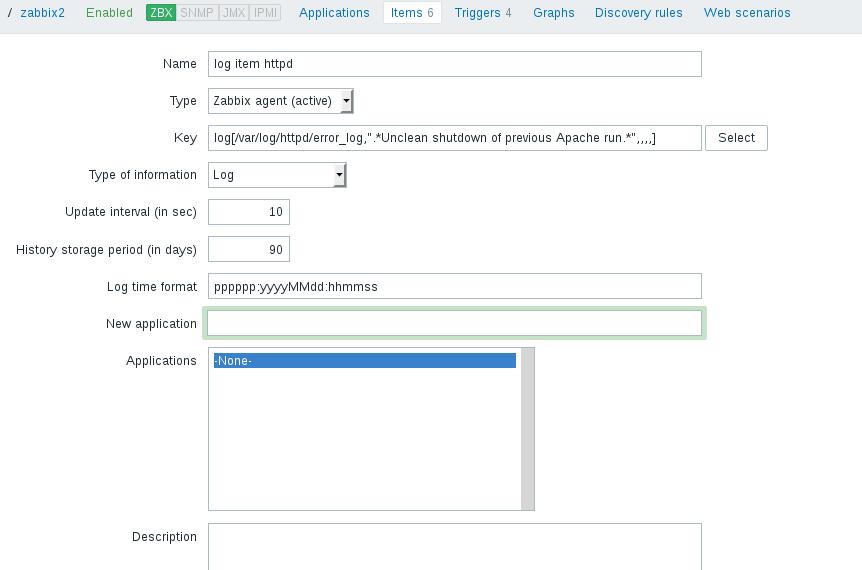 / zabbix2 Enabled ZBX SNMP JMX IPMI Applications Items 6 Triggers 4 Graphs Discovery rules Web scenarios
Name log item httpd
Type Zabbix agent (active)
Key log[/var/log/httpd/error_log,".*Unclean shutdown of previous Apache run.*",,,,] Select
Type of information Log
Update interval (in sec) 10
History storage period (in days) 90
Log time format pppppp:yyyyMMdd:hhmmss
New application
Applications -None-
Description